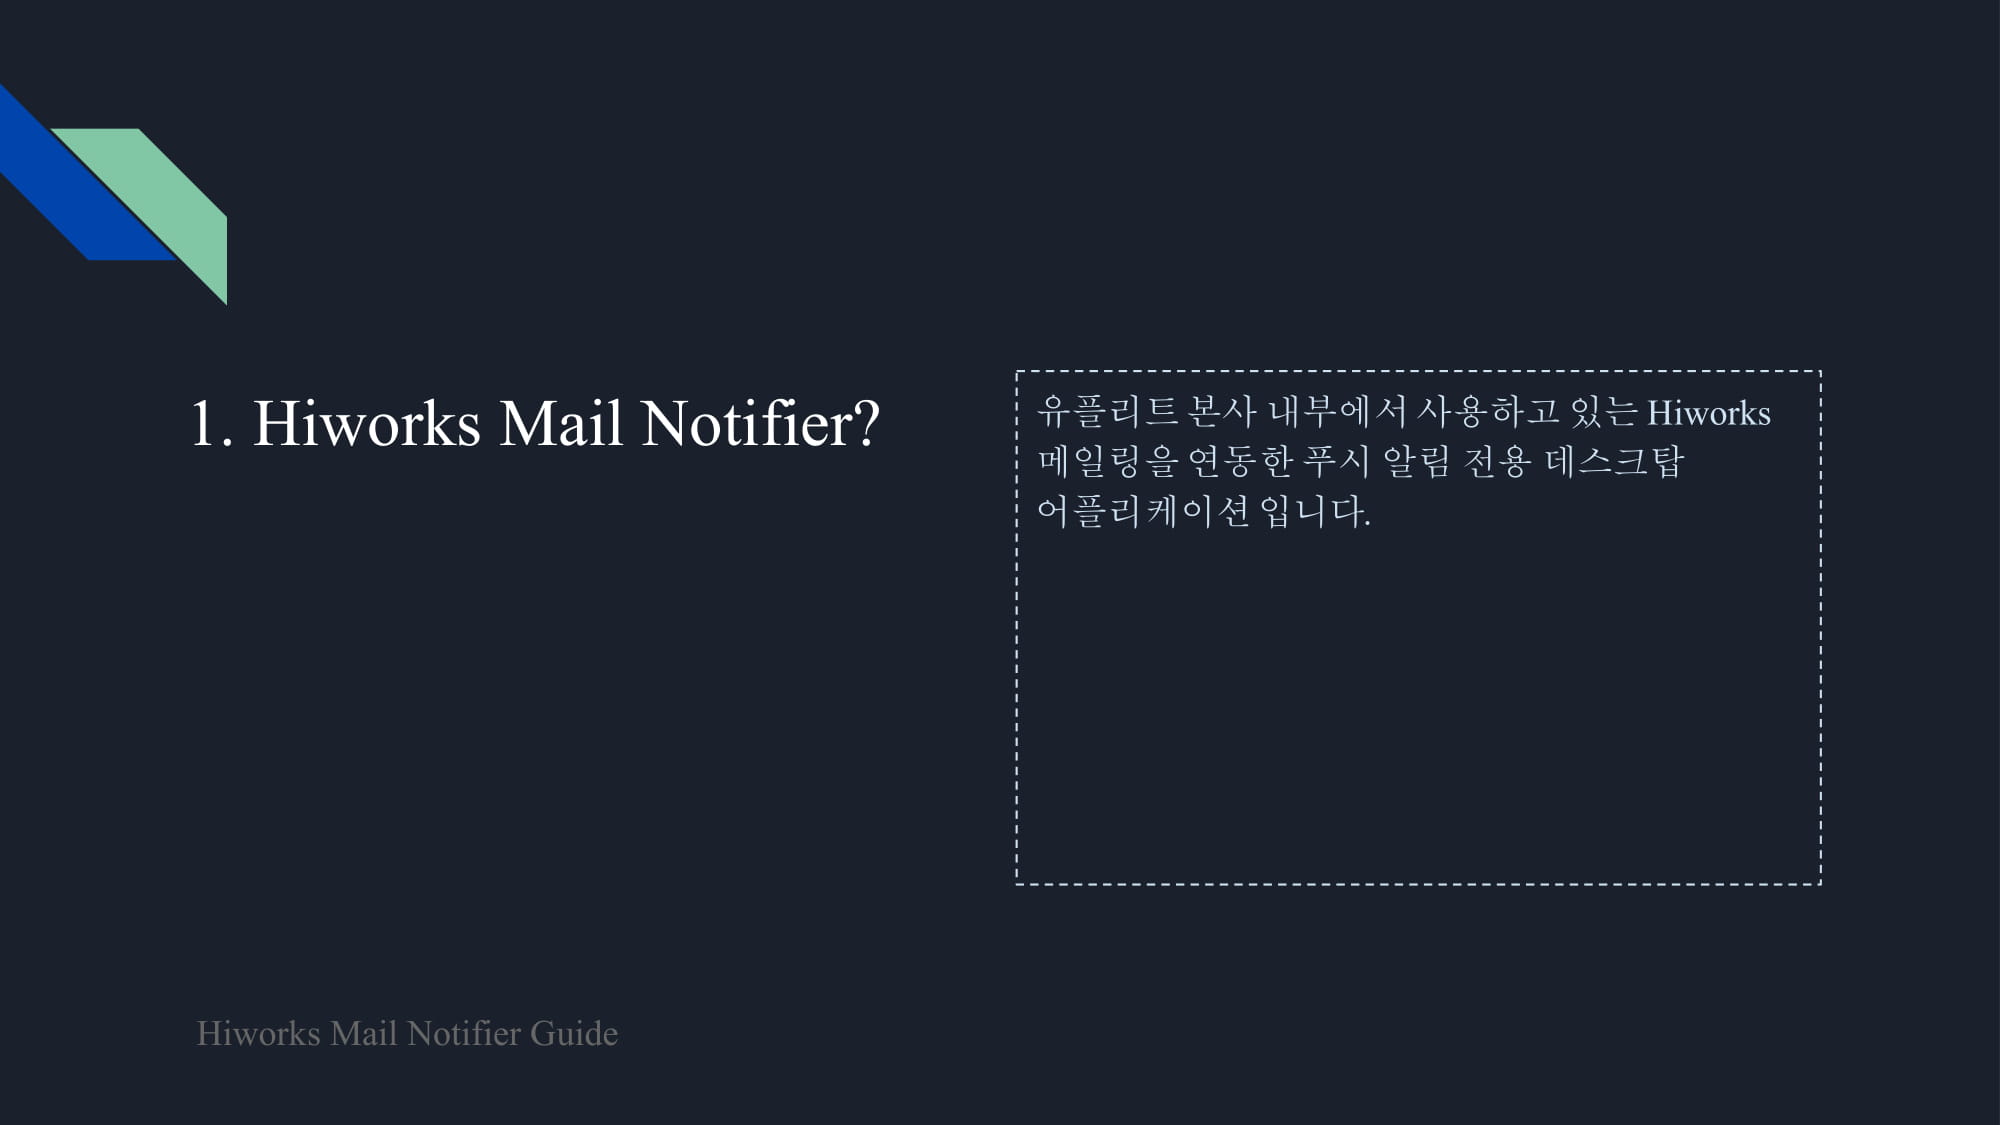 1. Hiworks Mail Notifier?
유플리트 본사 내부에서 사용하고 있는 Hiworks
메일링을 연동한 푸시 알림 전용 데스크탑
어플리케이션 입니다.
Hiworks Mail Notifier Guide